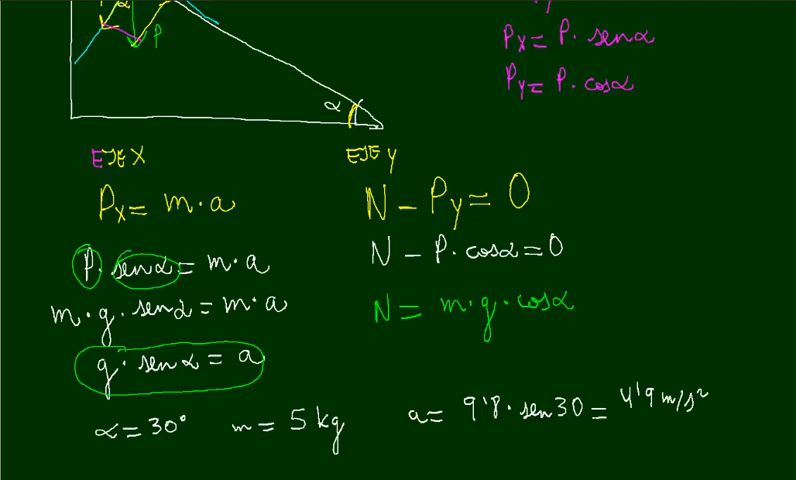 α
P
Px = P · senα
Py = P · cosα
α
EJE X
EJE Y
Px = m · a
N - Py = 0
P · senα = m · a
N - P · cosα = 0
m · g · senα = m · a
N = m · g · cosα
g · senα = a
α = 30°
m = 5 kg
a = 9'8 · sen30 = 4'9 m/s²